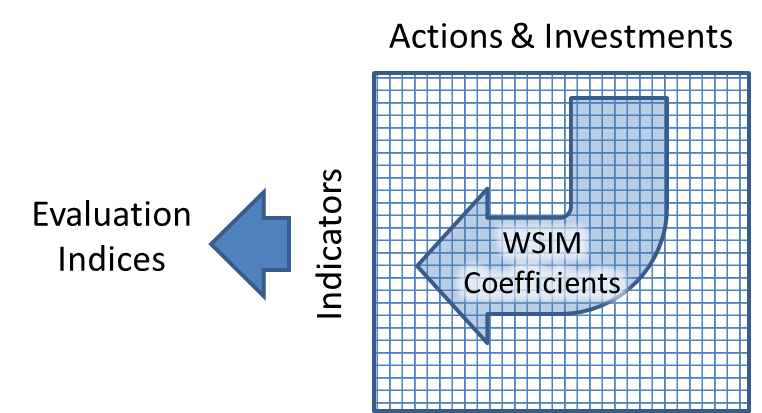 Actions & Investments
Evaluation
Indices
Indicators
WSIM
Coefficients